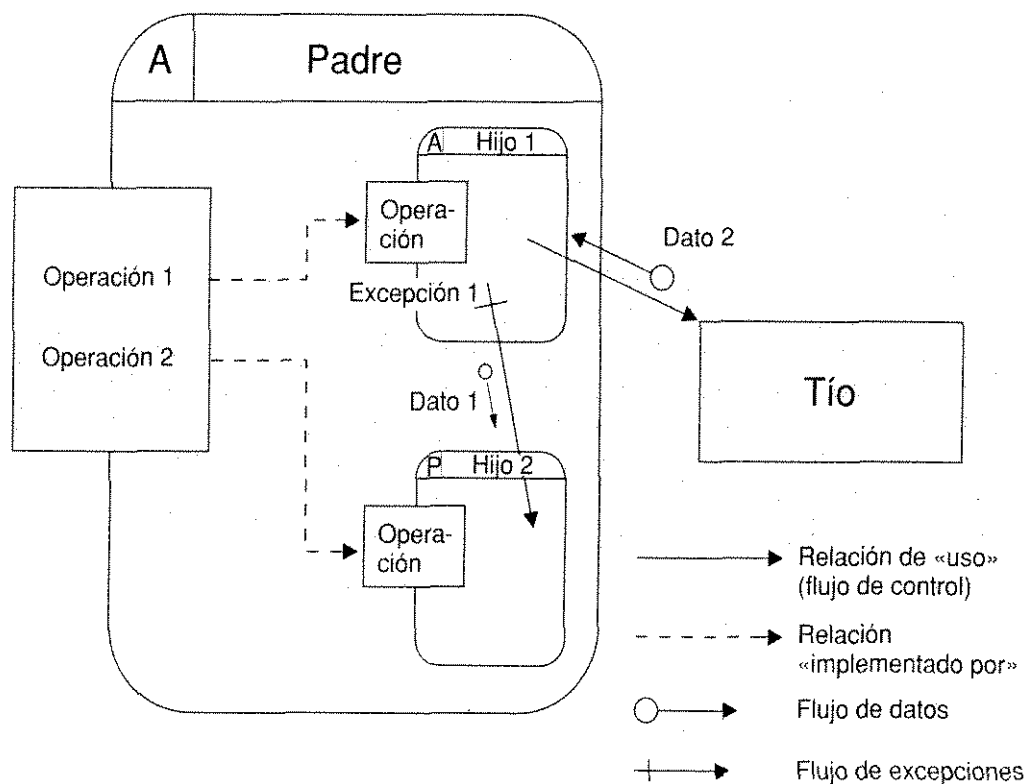 A Padre
A Hijo 1
Opera-
ción
Dato 2
Operación 1
Excepción 1
Operación 2
Tío
Dato 1
P Hijo 2
Opera-
ción
Relación de «uso»
(flujo de control)
Relación
«implementado por»
Flujo de datos
Flujo de excepciones